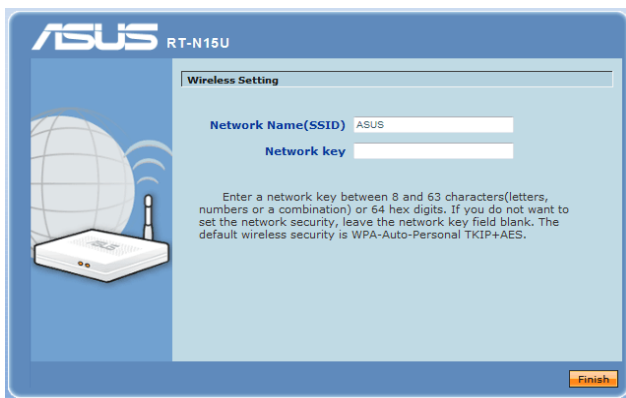 ASUS RT-N15U
Wireless Setting
Network Name(SSID) ASUS
Network key
Enter a network key between 8 and 63 characters(letters,
numbers or a combination) or 64 hex digits. If you do not want to
set the network security, leave the network key field blank. The
default wireless security is WPA-Auto-Personal TKIP+AES.
ASUS
Finish